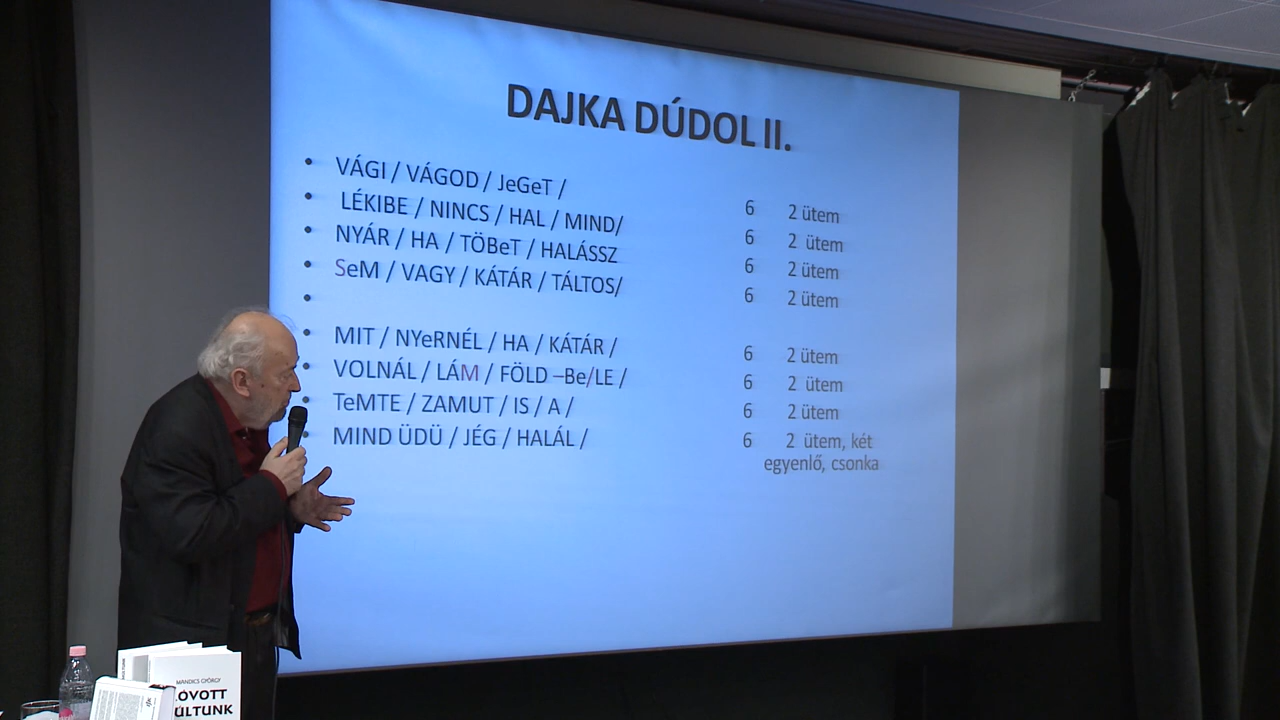 DAJKA DÚDOL II.
• VÁGI / VÁGOD / JeGeT / 6 2 ütem
• LÉKIBE / NINCS / HAL / MIND/ 6 2 ütem
• NYÁR / HA / TÖBeT / HALÁSSZ 6 2 ütem
• SeM / VAGY / KÁTÁR / TÁLTOS/ 6 2 ütem
•
• MIT / NYeRNÉL / HA / KÁTÁR / 6 2 ütem
• VOLNÁL / LÁM / FÖLD –Be/LE / 6 2 ütem
• TeMTE / ZAMUT / IS / A / 6 2 ütem
• MIND ÜDÜ / JÉG / HALÁL / 6 2 ütem, két
egyenlő, csonka
MANDICS GYÖRGY